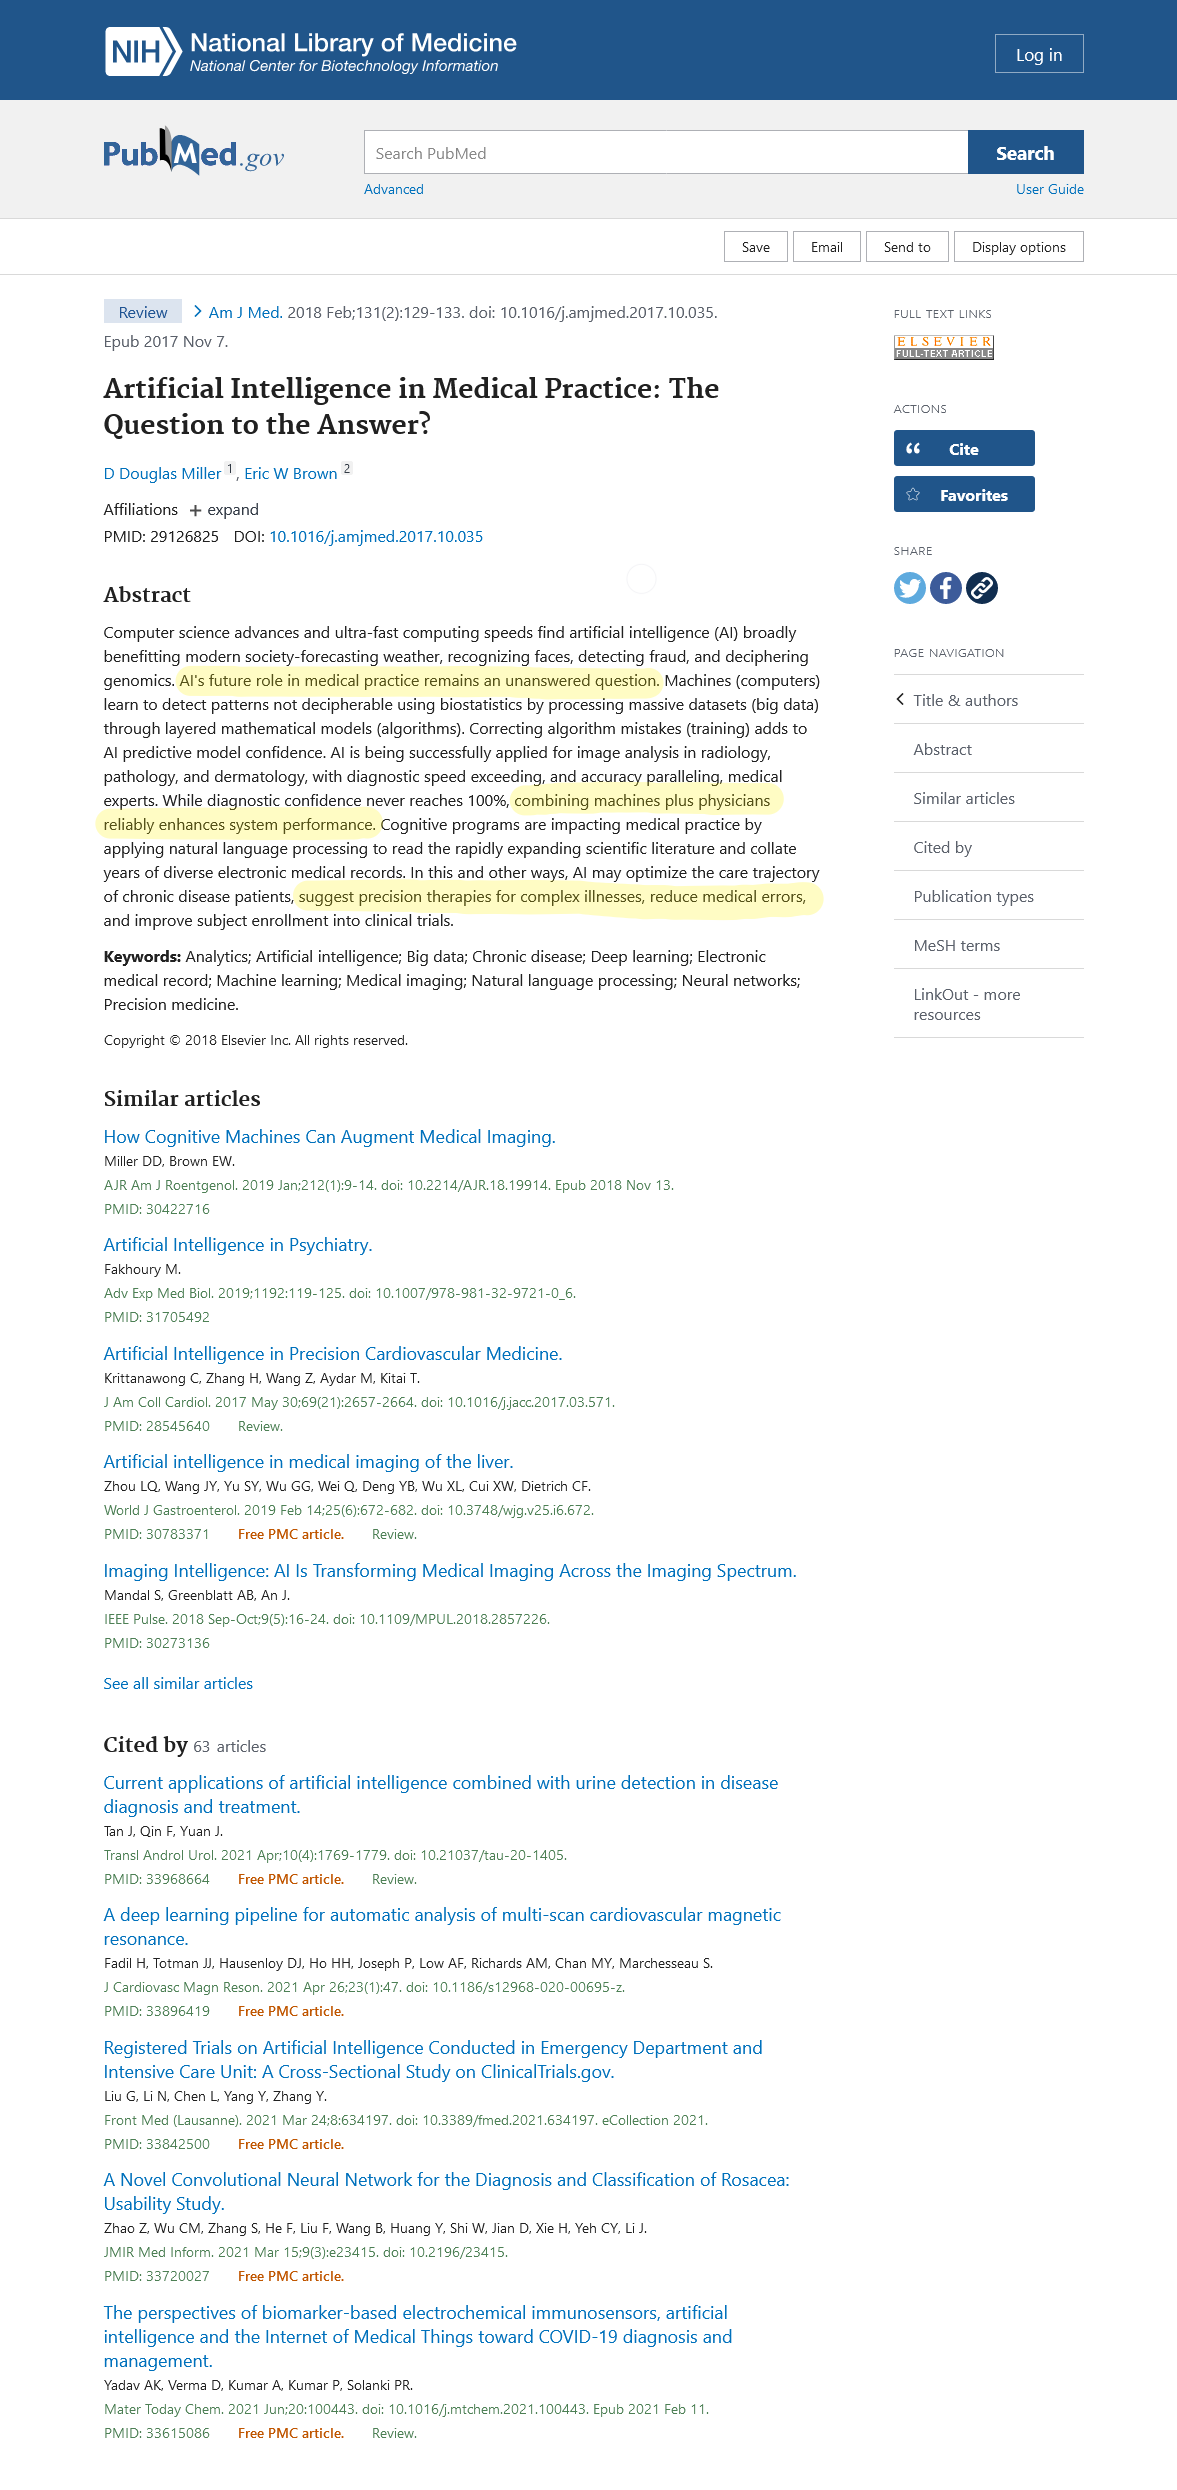 NIH National Library of Medicine
National Center for Biotechnology Information
Log in
PubMed.gov
Search PubMed
Search
Advanced
User Guide
Save
Email
Send to
Display options
Review
Am J Med. 2018 Feb;131(2):129-133. doi: 10.1016/j.amjmed.2017.10.035.
Epub 2017 Nov 7.
Artificial Intelligence in Medical Practice: The
Question to the Answer?
D Douglas Miller 1, Eric W Brown 2
Affiliations + expand
PMID: 29126825 DOI: 10.1016/j.amjmed.2017.10.035
Abstract
Computer science advances and ultra-fast computing speeds find artificial intelligence (AI) broadly
benefitting modern society-forecasting weather, recognizing faces, detecting fraud, and deciphering
genomics. AI's future role in medical practice remains an unanswered question. Machines (computers)
learn to detect patterns not decipherable using biostatistics by processing massive datasets (big data)
through layered mathematical models (algorithms). Correcting algorithm mistakes (training) adds to
AI predictive model confidence. AI is being successfully applied for image analysis in radiology,
pathology, and dermatology, with diagnostic speed exceeding, and accuracy paralleling, medical
experts. While diagnostic confidence never reaches 100%, combining machines plus physicians
reliably enhances system performance. Cognitive programs are impacting medical practice by
applying natural language processing to read the rapidly expanding scientific literature and collate
years of diverse electronic medical records. In this and other ways, AI may optimize the care trajectory
of chronic disease patients, suggest precision therapies for complex illnesses, reduce medical errors,
and improve subject enrollment into clinical trials.
Keywords: Analytics; Artificial intelligence; Big data; Chronic disease; Deep learning; Electronic
medical record; Machine learning; Medical imaging; Natural language processing; Neural networks;
Precision medicine.
Copyright © 2018 Elsevier Inc. All rights reserved.
Similar articles
How Cognitive Machines Can Augment Medical Imaging.
Miller DD, Brown EW.
AJR Am J Roentgenol. 2019 Jan;212(1):9-14. doi: 10.2214/AJR.18.19914. Epub 2018 Nov 13.
PMID: 30422716
Artificial Intelligence in Psychiatry.
Fakhoury M.
Adv Exp Med Biol. 2019;1192:119-125. doi: 10.1007/978-981-32-9721-0_6.
PMID: 31705492
Artificial Intelligence in Precision Cardiovascular Medicine.
Krittanawong C, Zhang H, Wang Z, Aydar M, Kitai T.
J Am Coll Cardiol. 2017 May 30;69(21):2657-2664. doi: 10.1016/j.jacc.2017.03.571.
PMID: 28545640 Review.
Artificial intelligence in medical imaging of the liver.
Zhou LQ, Wang JY, Yu SY, Wu GG, Wei Q, Deng YB, Wu XL, Cui XW, Dietrich CF.
World J Gastroenterol. 2019 Feb 14;25(6):672-682. doi: 10.3748/wjg.v25.i6.672.
PMID: 30783371 Free PMC article. Review.
Imaging Intelligence: AI Is Transforming Medical Imaging Across the Imaging Spectrum.
Mandal S, Greenblatt AB, An J.
IEEE Pulse. 2018 Sep-Oct;9(5):16-24. doi: 10.1109/MPUL.2018.2857226.
PMID: 30273136
See all similar articles
Cited by 63 articles
Current applications of artificial intelligence combined with urine detection in disease
diagnosis and treatment.
Tan J, Qin F, Yuan J.
Transl Androl Urol. 2021 Apr;10(4):1769-1779. doi: 10.21037/tau-20-1405.
PMID: 33968664 Free PMC article. Review.
A deep learning pipeline for automatic analysis of multi-scan cardiovascular magnetic
resonance.
Fadil H, Totman JJ, Hausenloy DJ, Ho HH, Joseph P, Low AF, Richards AM, Chan MY, Marchesseau S.
J Cardiovasc Magn Reson. 2021 Apr 26;23(1):47. doi: 10.1186/s12968-020-00695-z.
PMID: 33896419 Free PMC article.
Registered Trials on Artificial Intelligence Conducted in Emergency Department and
Intensive Care Unit: A Cross-Sectional Study on ClinicalTrials.gov.
Liu G, Li N, Chen L, Yang Y, Zhang Y.
Front Med (Lausanne). 2021 Mar 24;8:634197. doi: 10.3389/fmed.2021.634197. eCollection 2021.
PMID: 33842500 Free PMC article.
A Novel Convolutional Neural Network for the Diagnosis and Classification of Rosacea:
Usability Study.
Zhao Z, Wu CM, Zhang S, He F, Liu F, Wang B, Huang Y, Shi W, Jian D, Xie H, Yeh CY, Li J.
JMIR Med Inform. 2021 Mar 15;9(3):e23415. doi: 10.2196/23415.
PMID: 33720027 Free PMC article.
The perspectives of biomarker-based electrochemical immunosensors, artificial
intelligence and the Internet of Medical Things toward COVID-19 diagnosis and
management.
Yadav AK, Verma D, Kumar A, Kumar P, Solanki PR.
Mater Today Chem. 2021 Jun;20:100443. doi: 10.1016/j.mtchem.2021.100443. Epub 2021 Feb 11.
PMID: 33615086 Free PMC article. Review.
FULL TEXT LINKS
ELSEVIER
FULL-TEXT ARTICLE
ACTIONS
Cite
Favorites
SHARE
PAGE NAVIGATION
Title & authors
Abstract
Similar articles
Cited by
Publication types
MeSH terms
LinkOut - more
resources